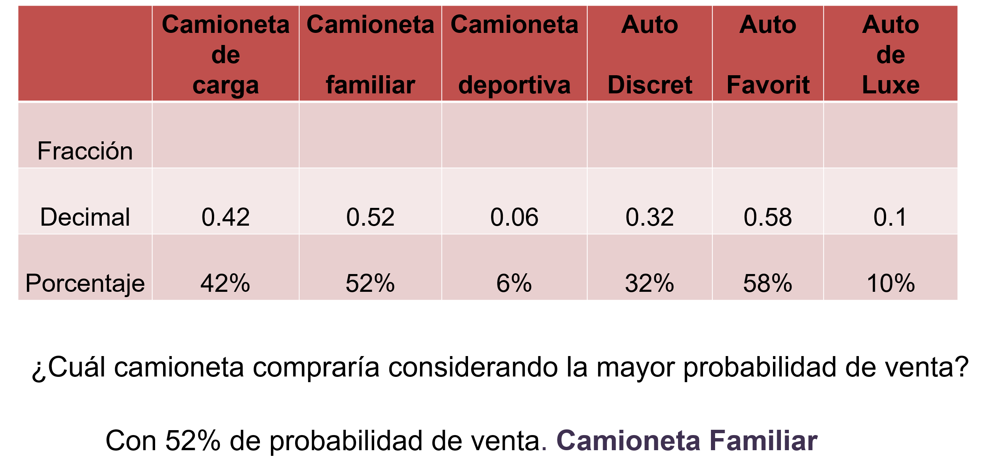 Camioneta de carga Camioneta familiar Camioneta deportiva Auto Discret Auto Favorit Auto de Luxe
Fracción
Decimal 0.42 0.52 0.06 0.32 0.58 0.1
Porcentaje 42% 52% 6% 32% 58% 10%
¿Cuál camioneta compraría considerando la mayor probabilidad de venta?
Con 52% de probabilidad de venta. Camioneta Familiar